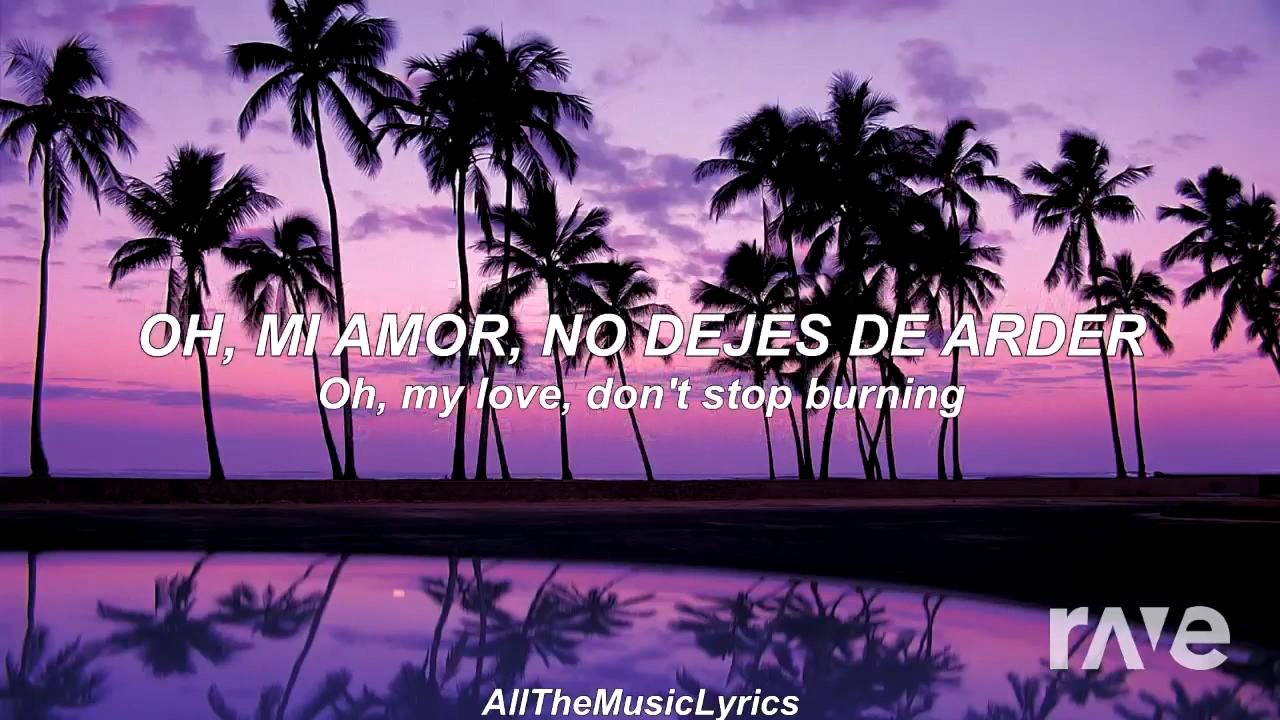 OH, MI AMOR, NO DEJES DE ARDER
Oh, my love, don't stop burning
rave
AllTheMusicLyrics